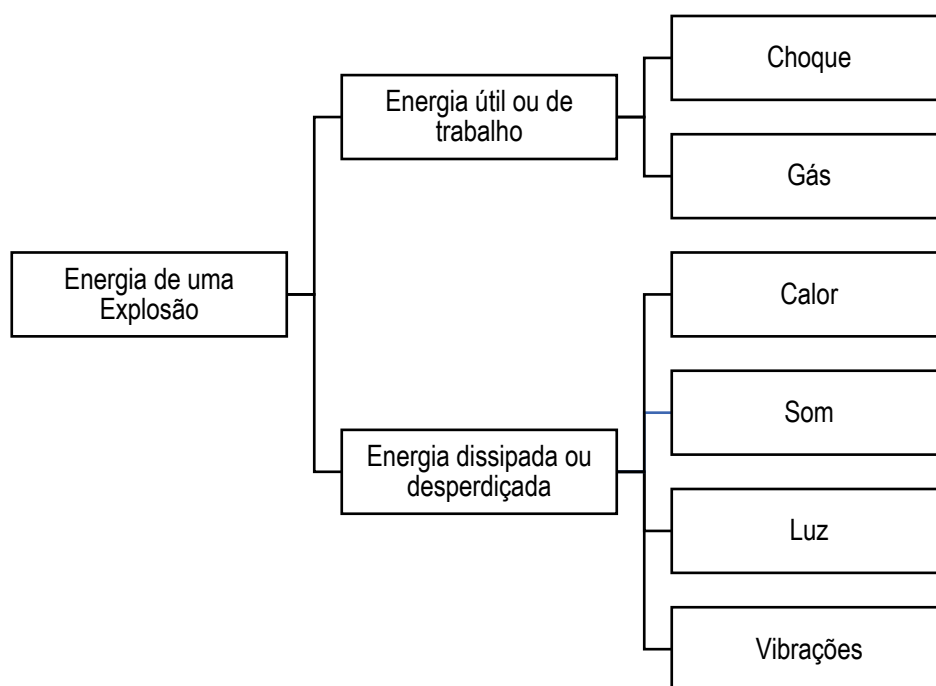 Energia de uma
Explosão
Energia útil ou de
trabalho
Choque
Gás
Energia dissipada ou
desperdiçada
Calor
Som
Luz
Vibrações